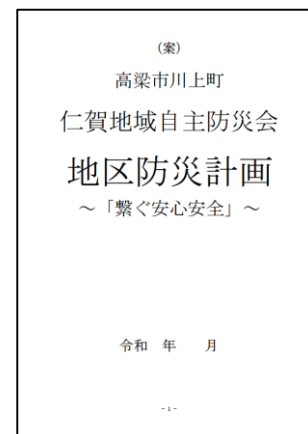 (案)
高梁市川上町
仁賀地域自主防災会
地区防災計画
～「繋ぐ安心安全」～
令和　年　　月
- 1 -